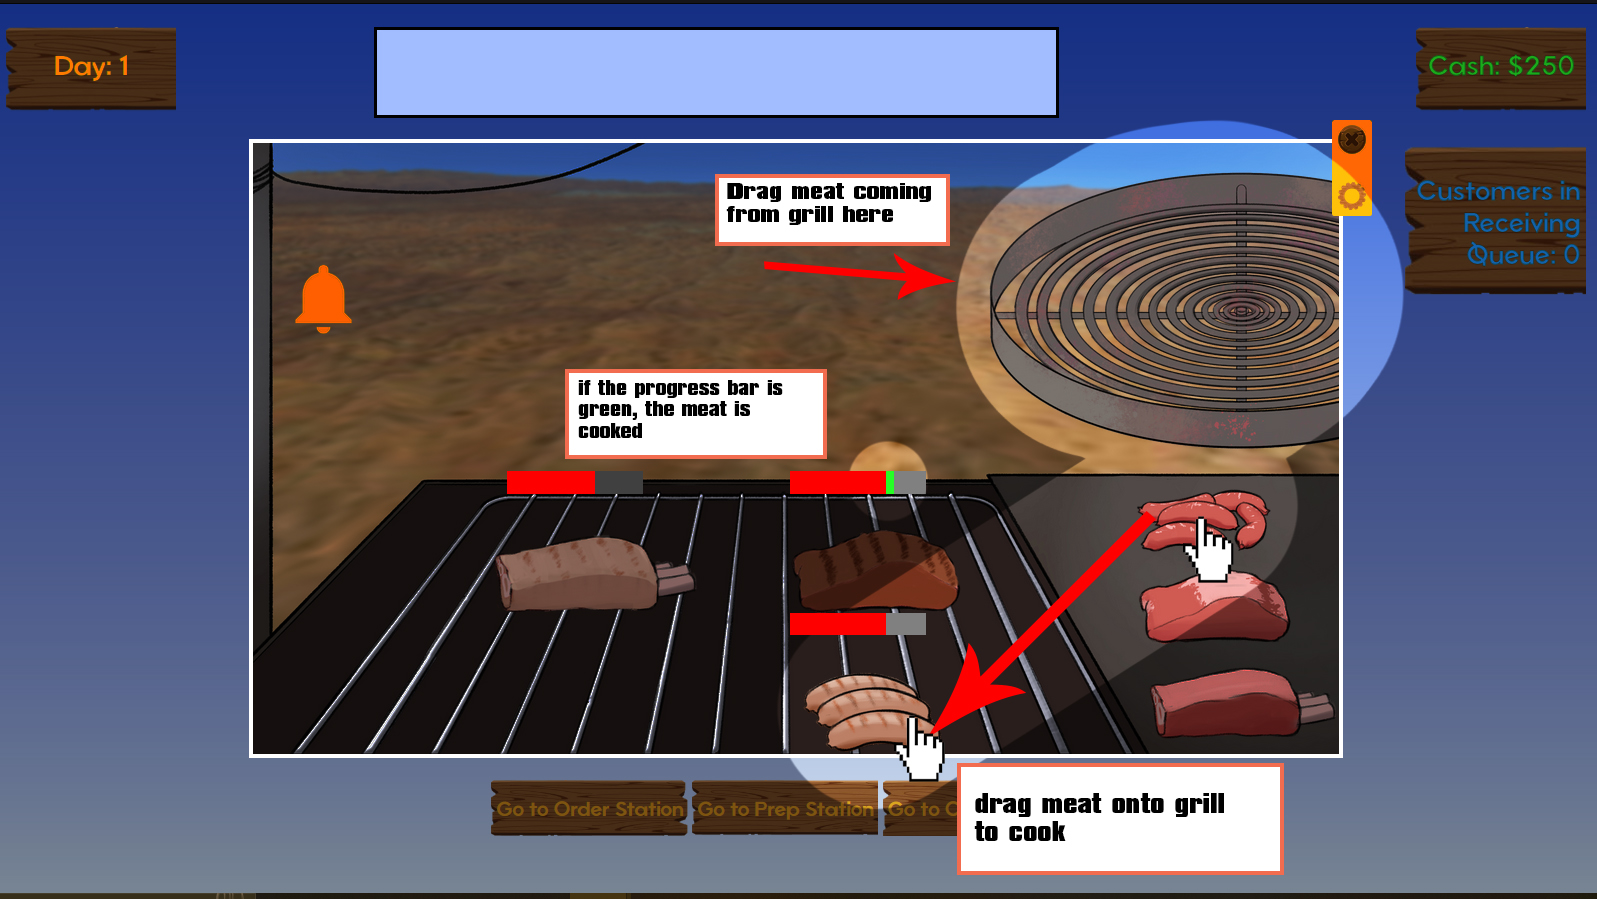 Day: 1
Cash: $250
Customers in
Receiving
Queue: 0
Drag meat coming
from grill here
if the progress bar is
green, the meat is
cooked
Go to Order Station
Go to Prep Station
Go to
drag meat onto grill
to cook